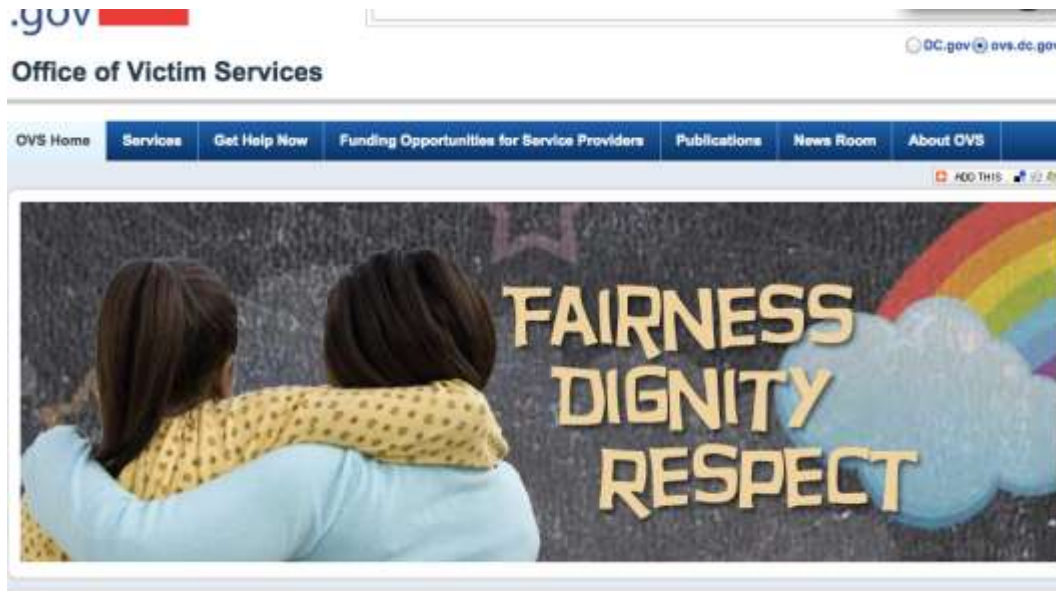 .gov
DC.gov ovs.dc.gov
Office of Victim Services
OVS Home Services Get Help Now Funding Opportunities for Service Providers Publications News Room About OVS
ADD THIS
FAIRNESS
DIGNITY
RESPECT